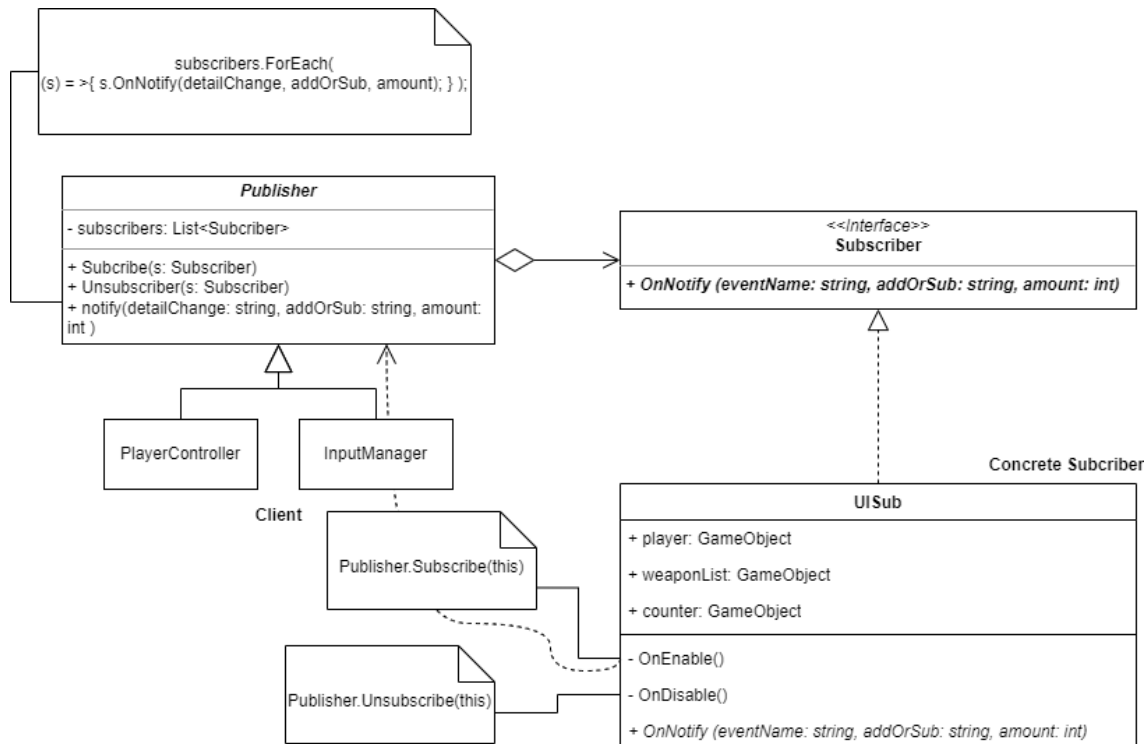 subscribers.ForEach(
(s) = >{ s.OnNotify(detailChange, addOrSub, amount); } );
Publisher
- subscribers: List<Subcriber>
+ Subcribe(s: Subscriber)
+ Unsubscriber(s: Subscriber)
+ notify(detailChange: string, addOrSub: string, amount:
int )
<<Interface>>
Subscriber
+ OnNotify (eventName: string, addOrSub: string, amount: int)
PlayerController
InputManager
Client
Concrete Subcriber
Publisher.Subscribe(this)
Publisher.Unsubscribe(this)
UISub
+ player: GameObject
+ weaponList: GameObject
+ counter: GameObject
- OnEnable()
- OnDisable()
+ OnNotify (eventName: string, addOrSub: string, amount: int)